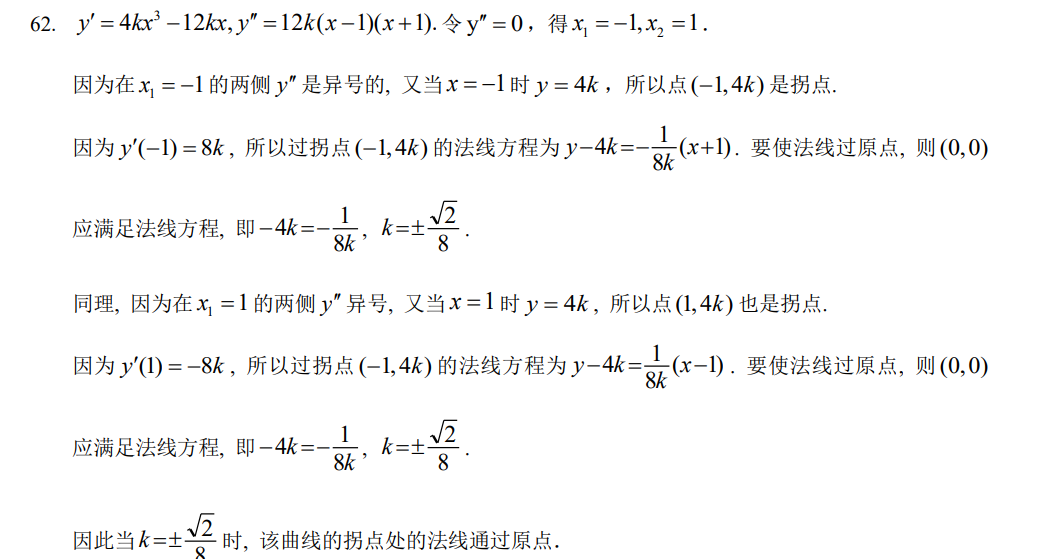 62. y′ = 4kx³ −12kx, y″ = 12k(x−1)(x+1). 令 y″ = 0，得 x₁ = −1, x₂ = 1.
因为在 x₁ = −1 的两侧 y″ 是异号的, 又当 x = −1 时 y = 4k ，所以点 (−1, 4k) 是拐点.
因为 y′(−1) = 8k , 所以过拐点 (−1, 4k) 的法线方程为 y−4k=−\frac{1}{8k}(x+1). 要使法线过原点, 则 (0,0)
应满足法线方程, 即 −4k=−\frac{1}{8k}, k=±\frac{\sqrt{2}}{8}.
同理, 因为在 x₁ = 1 的两侧 y″ 异号, 又当 x = 1 时 y = 4k , 所以点 (1, 4k) 也是拐点.
因为 y′(1) = −8k , 所以过拐点 (−1, 4k) 的法线方程为 y−4k=\frac{1}{8k}(x−1). 要使法线过原点, 则 (0,0)
应满足法线方程, 即 −4k=−\frac{1}{8k}, k=±\frac{\sqrt{2}}{8}.
因此当 k=±\frac{\sqrt{2}}{8} 时, 该曲线的拐点处的法线通过原点.